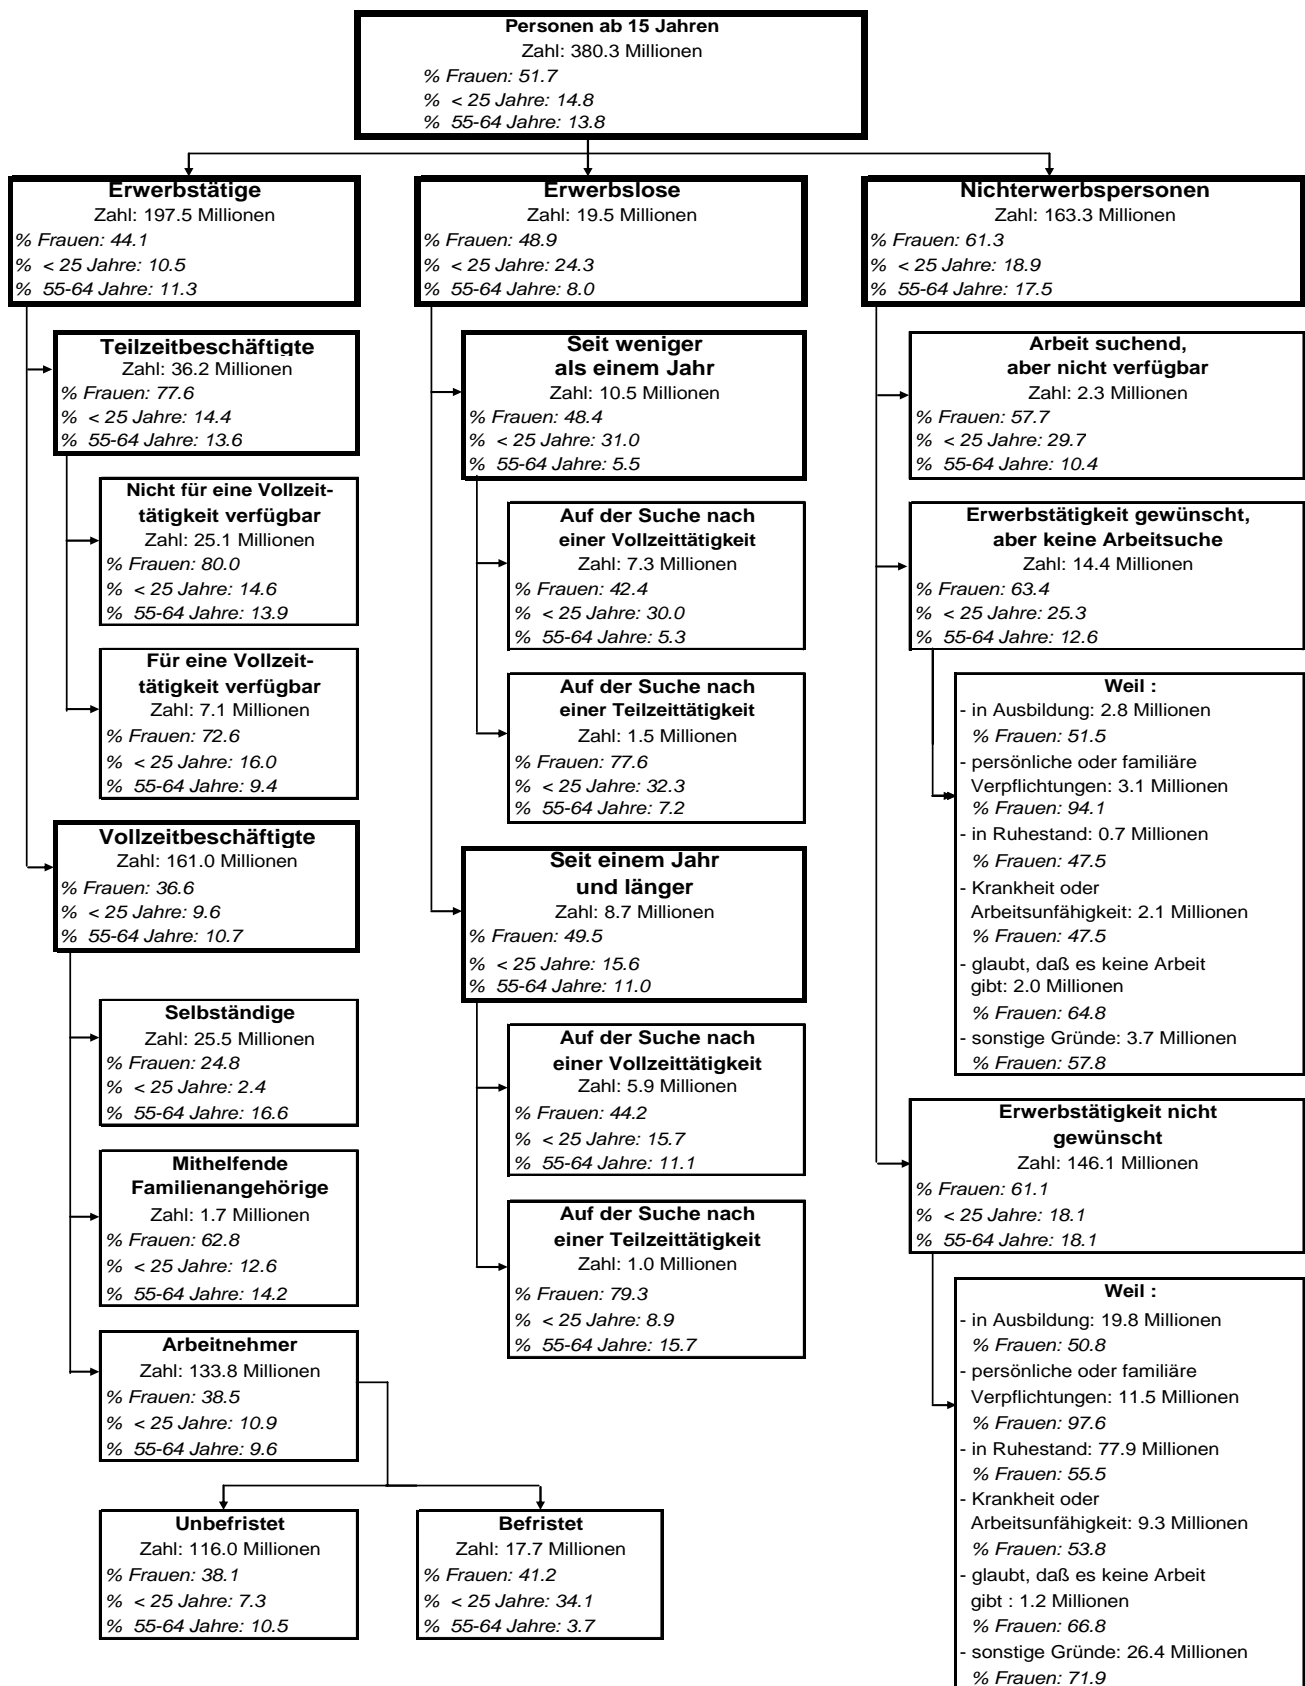 Personen ab 15 Jahren
Zahl: 380.3 Millionen
% Frauen: 51.7
% < 25 Jahre: 14.8
% 55-64 Jahre: 13.8
Erwerbstätige
Zahl: 197.5 Millionen
% Frauen: 44.1
% < 25 Jahre: 10.5
% 55-64 Jahre: 11.3
Teilzeitbeschäftigte
Zahl: 36.2 Millionen
% Frauen: 77.6
% < 25 Jahre: 14.4
% 55-64 Jahre: 13.6
Nicht für eine Vollzeit-
tätigkeit verfügbar
Zahl: 25.1 Millionen
% Frauen: 80.0
% < 25 Jahre: 14.6
% 55-64 Jahre: 13.9
Für eine Vollzeit-
tätigkeit verfügbar
Zahl: 7.1 Millionen
% Frauen: 72.6
% < 25 Jahre: 16.0
% 55-64 Jahre: 9.4
Vollzeitbeschäftigte
Zahl: 161.0 Millionen
% Frauen: 36.6
% < 25 Jahre: 9.6
% 55-64 Jahre: 10.7
Selbständige
Zahl: 25.5 Millionen
% Frauen: 24.8
% < 25 Jahre: 2.4
% 55-64 Jahre: 16.6
Mithelfende
Familienangehörige
Zahl: 1.7 Millionen
% Frauen: 62.8
% < 25 Jahre: 12.6
% 55-64 Jahre: 14.2
Arbeitnehmer
Zahl: 133.8 Millionen
% Frauen: 38.5
% < 25 Jahre: 10.9
% 55-64 Jahre: 9.6
Unbefristet
Zahl: 116.0 Millionen
% Frauen: 38.1
% < 25 Jahre: 7.3
% 55-64 Jahre: 10.5
Befristet
Zahl: 17.7 Millionen
% Frauen: 41.2
% < 25 Jahre: 34.1
% 55-64 Jahre: 3.7
Erwerbslose
Zahl: 19.5 Millionen
% Frauen: 48.9
% < 25 Jahre: 24.3
% 55-64 Jahre: 8.0
Seit weniger
als einem Jahr
Zahl: 10.5 Millionen
% Frauen: 48.4
% < 25 Jahre: 31.0
% 55-64 Jahre: 5.5
Auf der Suche nach
einer Vollzeittätigkeit
Zahl: 7.3 Millionen
% Frauen: 42.4
% < 25 Jahre: 30.0
% 55-64 Jahre: 5.3
Auf der Suche nach
einer Teilzeittätigkeit
Zahl: 1.5 Millionen
% Frauen: 77.6
% < 25 Jahre: 32.3
% 55-64 Jahre: 7.2
Seit einem Jahr
und länger
Zahl: 8.7 Millionen
% Frauen: 49.5
% < 25 Jahre: 15.6
% 55-64 Jahre: 11.0
Auf der Suche nach
einer Vollzeittätigkeit
Zahl: 5.9 Millionen
% Frauen: 44.2
% < 25 Jahre: 15.7
% 55-64 Jahre: 11.1
Auf der Suche nach
einer Teilzeittätigkeit
Zahl: 1.0 Millionen
% Frauen: 79.3
% < 25 Jahre: 8.9
% 55-64 Jahre: 15.7
Nichterwerbspersonen
Zahl: 163.3 Millionen
% Frauen: 61.3
% < 25 Jahre: 18.9
% 55-64 Jahre: 17.5
Arbeit suchend,
aber nicht verfügbar
Zahl: 2.3 Millionen
% Frauen: 57.7
% < 25 Jahre: 29.7
% 55-64 Jahre: 10.4
Erwerbstätigkeit gewünscht,
aber keine Arbeitsuche
Zahl: 14.4 Millionen
% Frauen: 63.4
% < 25 Jahre: 25.3
% 55-64 Jahre: 12.6
Weil :
- in Ausbildung: 2.8 Millionen
% Frauen: 51.5
- persönliche oder familiäre
Verpflichtungen: 3.1 Millionen
% Frauen: 94.1
- in Ruhestand: 0.7 Millionen
% Frauen: 47.5
- Krankheit oder
Arbeitsunfähigkeit: 2.1 Millionen
% Frauen: 47.5
- glaubt, daß es keine Arbeit
gibt: 2.0 Millionen
% Frauen: 64.8
- sonstige Gründe: 3.7 Millionen
% Frauen: 57.8
Erwerbstätigkeit nicht
gewünscht
Zahl: 146.1 Millionen
% Frauen: 61.1
% < 25 Jahre: 18.1
% 55-64 Jahre: 18.1
Weil :
- in Ausbildung: 19.8 Millionen
% Frauen: 50.8
- persönliche oder familiäre
Verpflichtungen: 11.5 Millionen
% Frauen: 97.6
- in Ruhestand: 77.9 Millionen
% Frauen: 55.5
- Krankheit oder
Arbeitsunfähigkeit: 9.3 Millionen
% Frauen: 53.8
- glaubt, daß es keine Arbeit
gibt : 1.2 Millionen
% Frauen: 66.8
- sonstige Gründe: 26.4 Millionen
% Frauen: 71.9